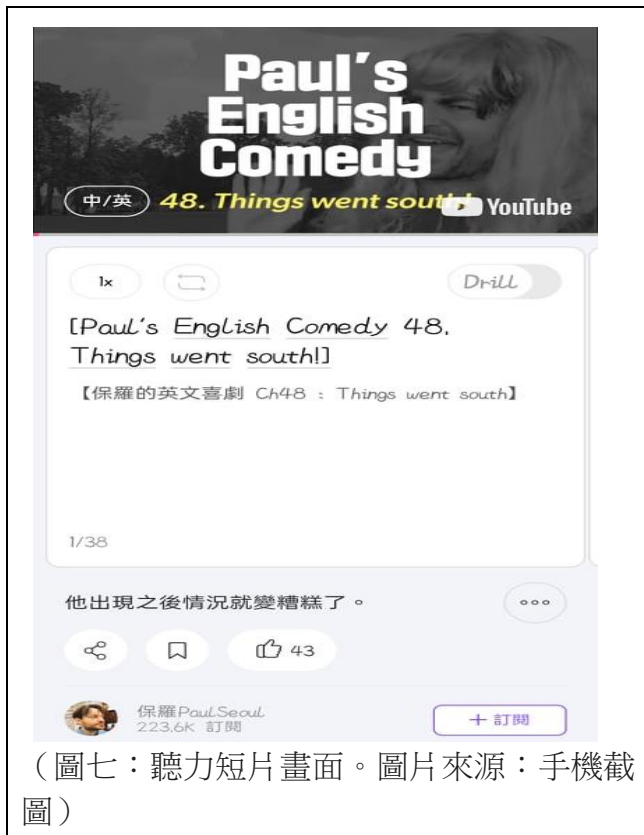 Paul's
English
Comedy
中/英
48. Things went south!
YouTube
1x
Drill
[Paul's English Comedy 48.
Things went south!]
【保羅的英文喜劇 Ch48 : Things went south】
1/38
他出現之後情況就變糟糕了。
43
保羅PaulSeoul
223.6K 訂閱
+ 訂閱
（圖七：聽力短片畫面。圖片來源：手機截
圖）